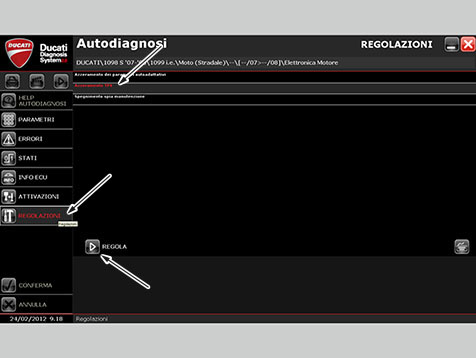 DUCATI
Ducati
Diagnosis
System
Autodiagnosi
REGOLAZIONI
DUCATI\1098 S '07- \1099 i.e.\Moto (Stradale)\--\[--/07>--/08]\Elettronica Motore
Azzeramento dei parametri autoadattativi
Azzeramento TPS
Spegnimento spia manutenzione
HELP
AUTODIAGNOSI
PARAMETRI
ERRORI
STATI
INFO ECU
ATTIVAZIONI
REGOLAZIONI
Regolazioni
REGOLA
CONFERMA
ANNULLA
24/02/2012 9.18
Regolazioni